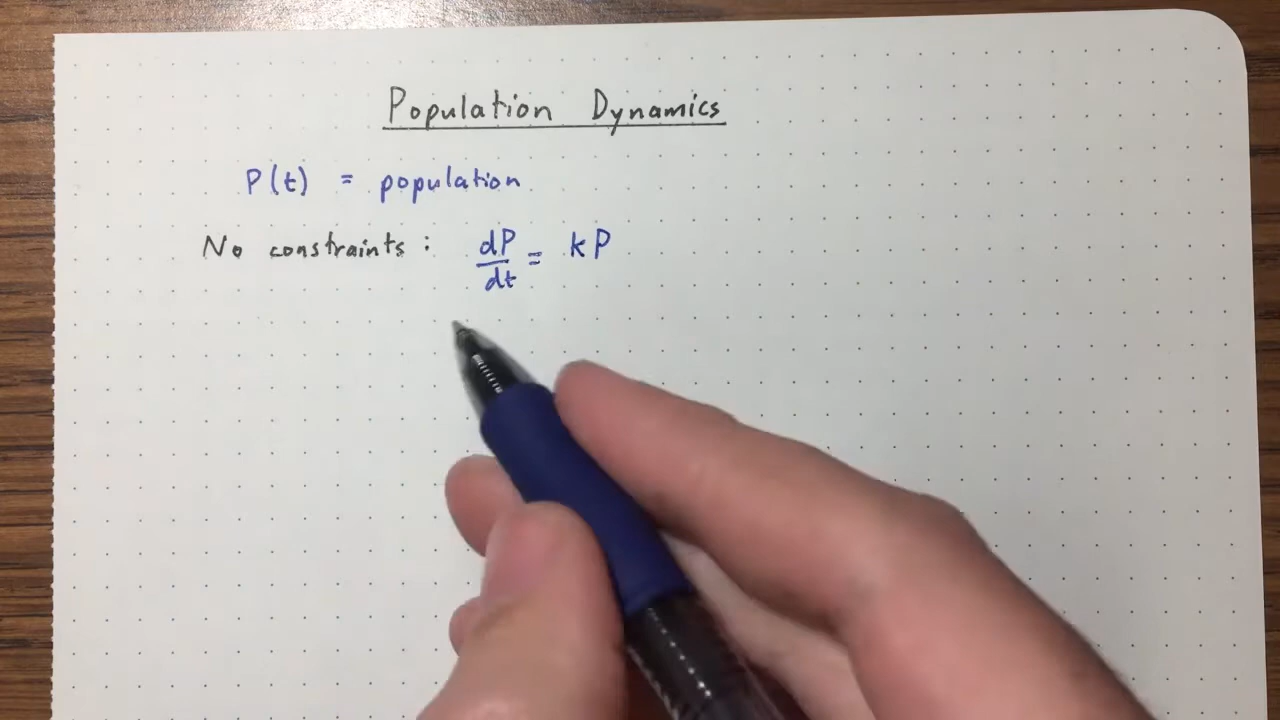 Population Dynamics
P(t) = population
No constraints: dP/dt = kP